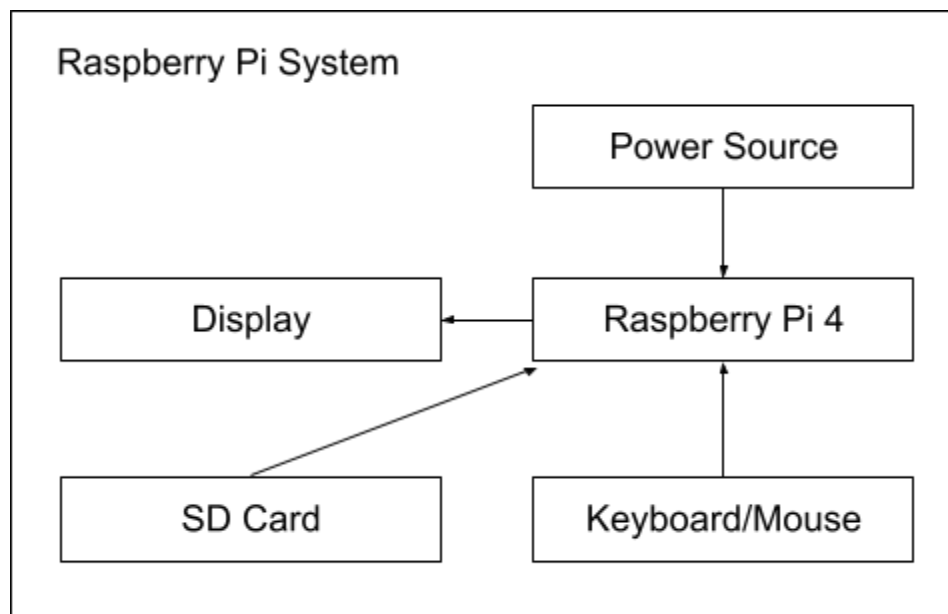 Raspberry Pi System
Power Source
Display
Raspberry Pi 4
SD Card
Keyboard/Mouse